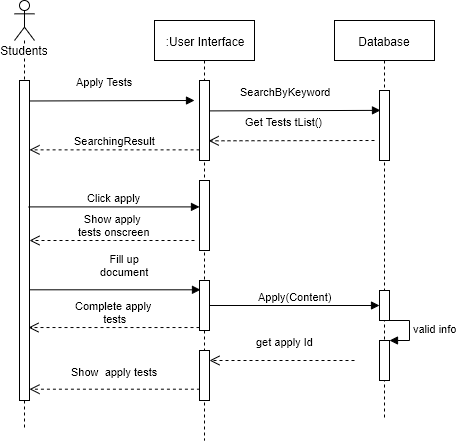 Students
:User Interface
Database
Apply Tests
SearchByKeyword
Get Tests tList()
SearchingResult
Click apply
Show apply
tests onscreen
Fill up
document
Apply(Content)
Complete apply
tests
valid info
get apply Id
Show apply tests